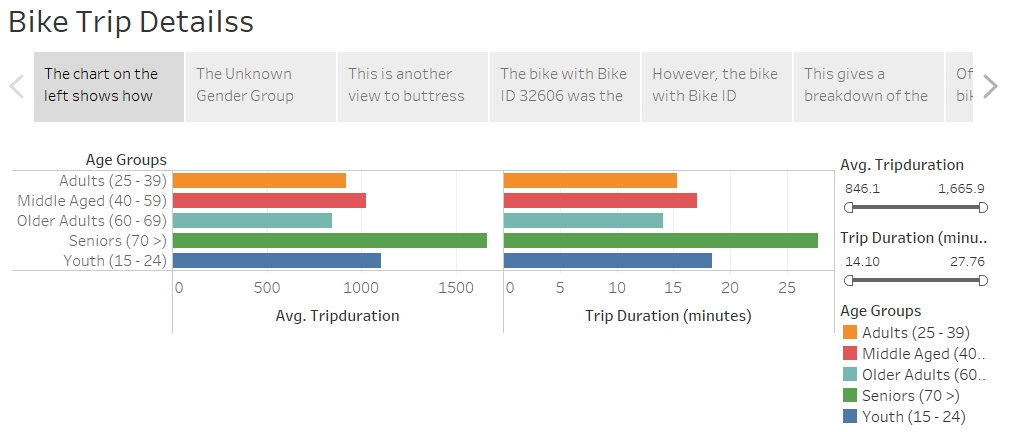 Bike Trip Detailss
The chart on the
left shows how
The Unknown
Gender Group
This is another
view to buttress
The bike with Bike
ID 32606 was the
However, the bike
with Bike ID
This gives a
breakdown of the
Of
bik
Age Groups
Adults (25 - 39)
Middle Aged (40 - 59)
Older Adults (60 - 69)
Seniors (70 >)
Youth (15 - 24)
0 500 1000 1500
Avg. Tripduration
0 5 10 15 20 25
Trip Duration (minutes)
Avg. Tripduration
846.1 1,665.9
Trip Duration (minu..
14.10 27.76
Age Groups
Adults (25 - 39)
Middle Aged (40..
Older Adults (60..
Seniors (70 >)
Youth (15 - 24)